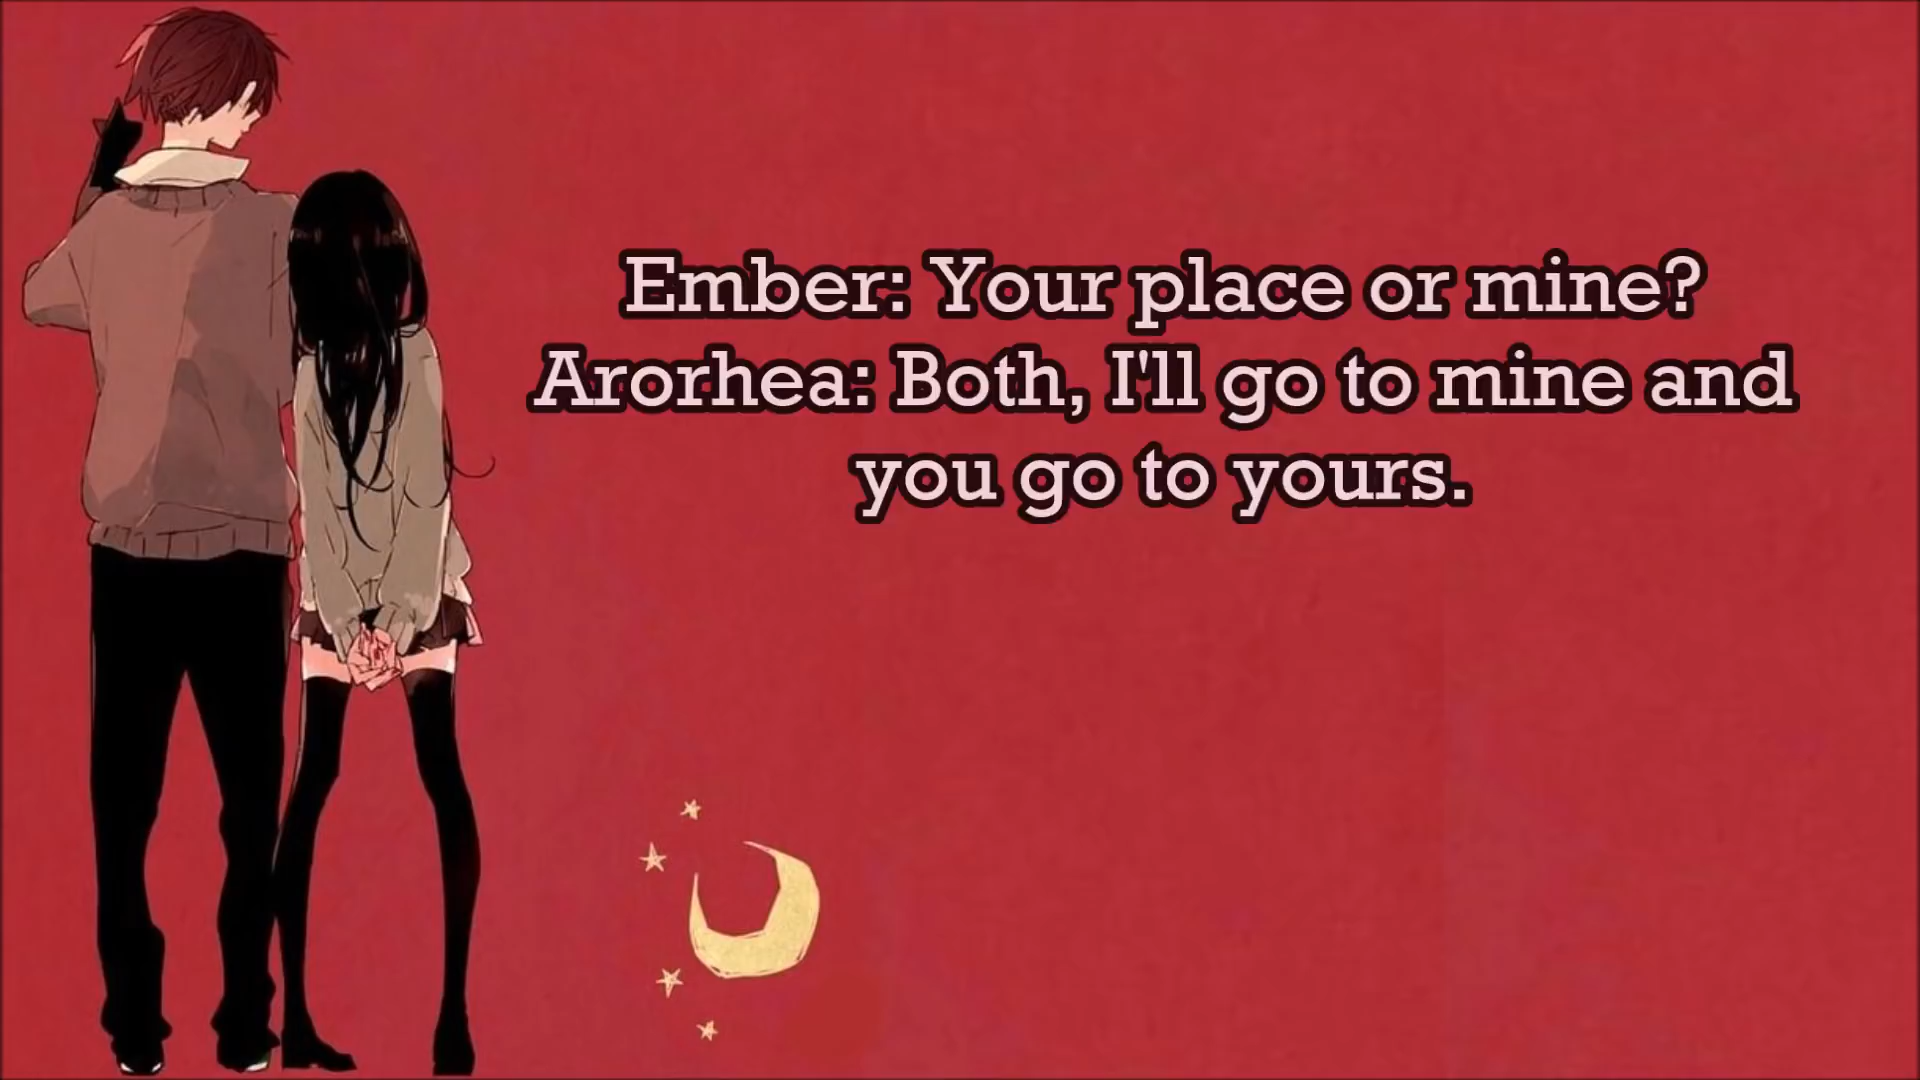 Ember: Your place or mine?
Arorhea: Both, I'll go to mine and
you go to yours.